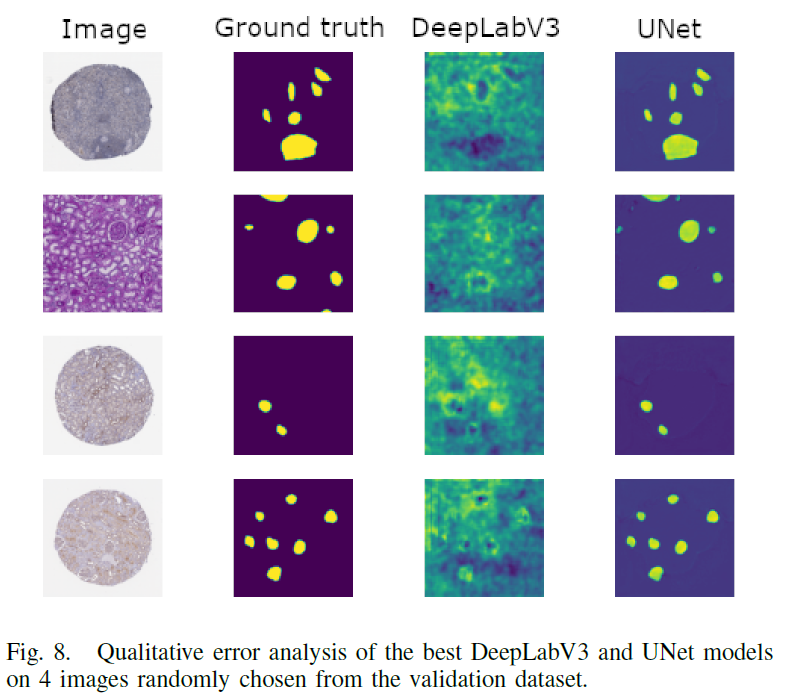 Image Ground truth DeepLabV3 UNet
Fig. 8. Qualitative error analysis of the best DeepLabV3 and UNet models
on 4 images randomly chosen from the validation dataset.